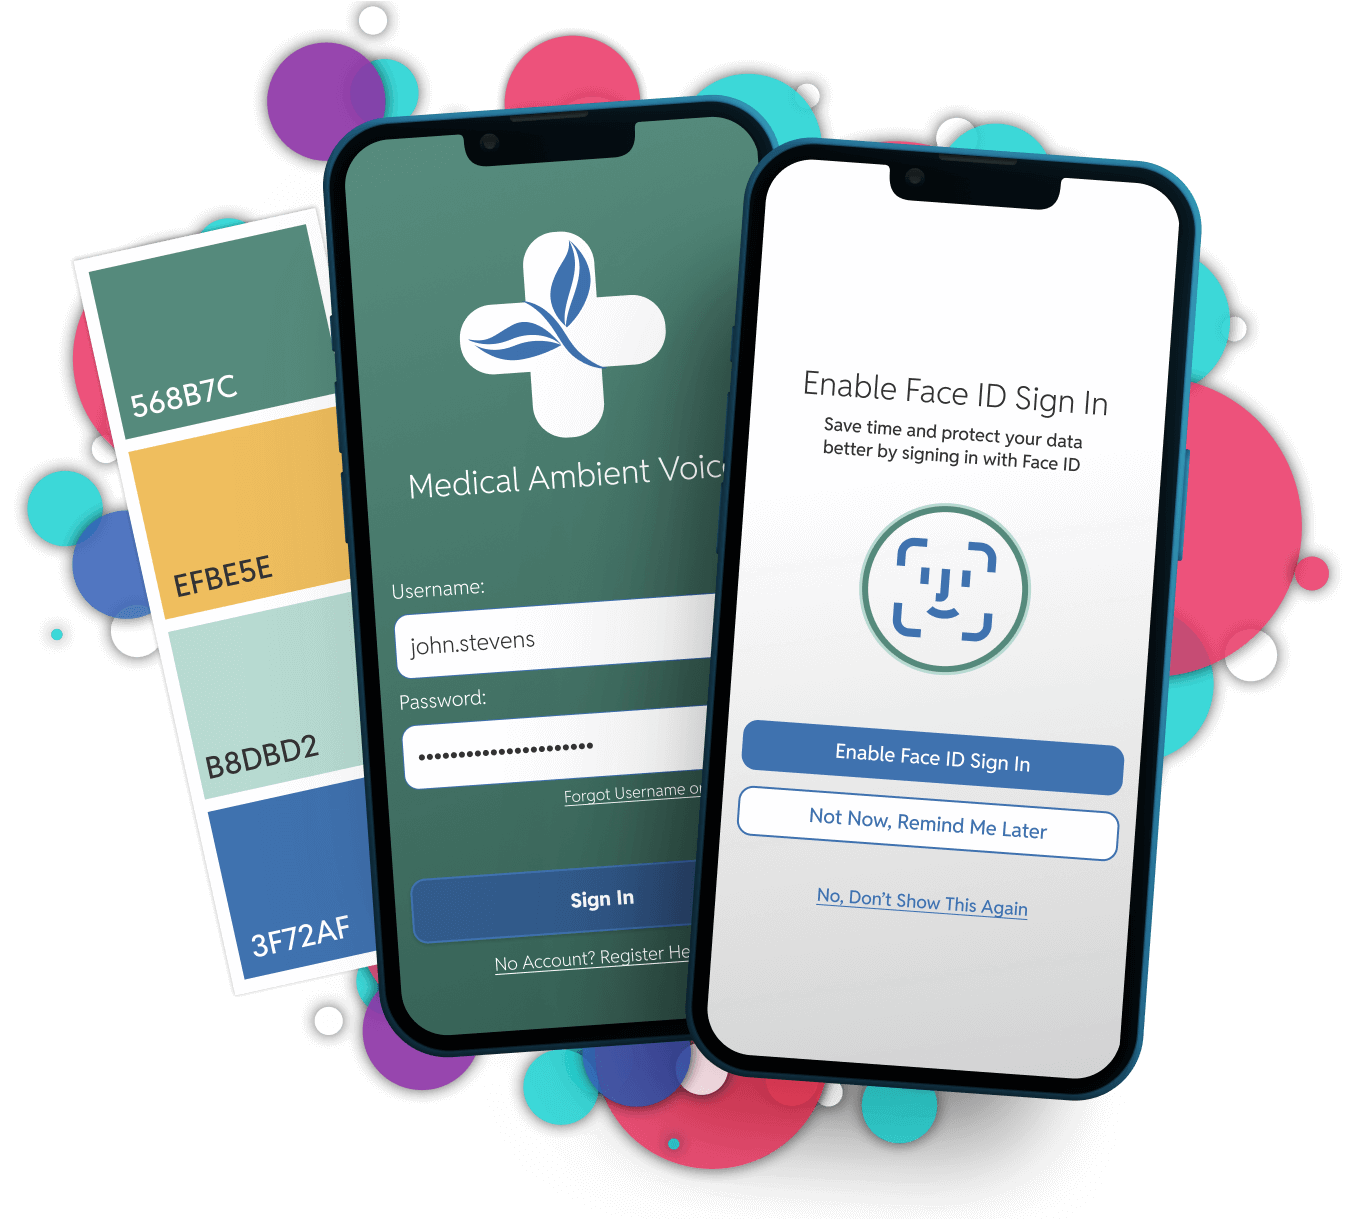 568B7C
EFBE5E
B8DBD2
3F72AF
Medical Ambient Voice
Username:
john.stevens
Password:
••••••••••••••••••••••
Forgot Username or
Sign In
No Account? Register He
Enable Face ID Sign In
Save time and protect your data
better by signing in with Face ID
Enable Face ID Sign In
Not Now, Remind Me Later
No, Don’t Show This Again